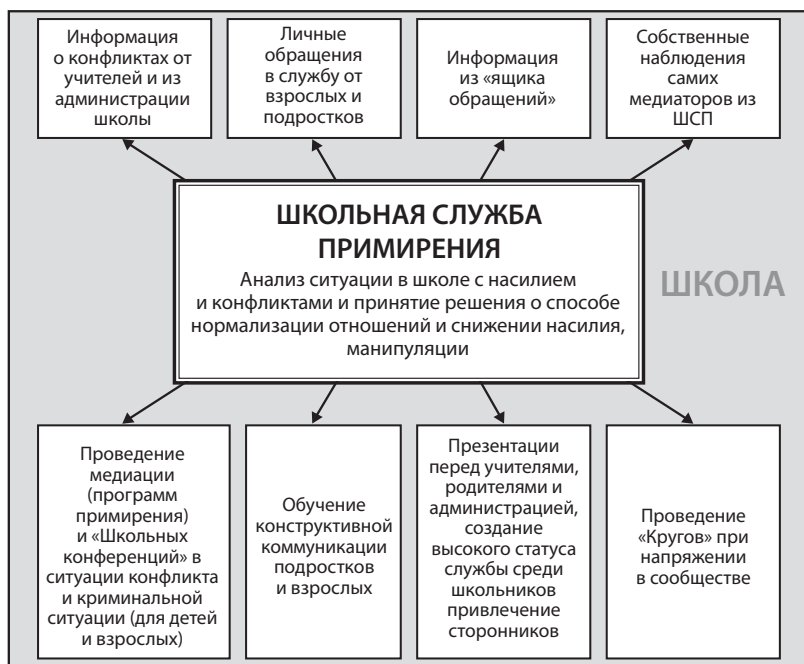 Информация
о конфликтах от
учителей и из
администрации
школы
Личные
обращения
в службу от
взрослых и
подростков
Информация
из «ящика
обращений»
Собственные
наблюдения
самих
медиаторов из
ШСП
ШКОЛЬНАЯ СЛУЖБА
ПРИМИРЕНИЯ
Анализ ситуации в школе с насилием
и конфликтами и принятие решения о способе
нормализации отношений и снижении насилия,
манипуляции
ШКОЛА
Проведение
медиации
(программ
примирения)
и «Школьных
конференций» в
ситуации конфликта
и криминальной
ситуации (для детей
и взрослых)
Обучение
конструктивной
коммуникации
подростков
и взрослых
Презентации
перед учителями,
родителями и
администрацией,
создание
высокого статуса
службы среди
школьников
привлечение
сторонников
Проведение
«Кругов» при
напряжении
в сообществе